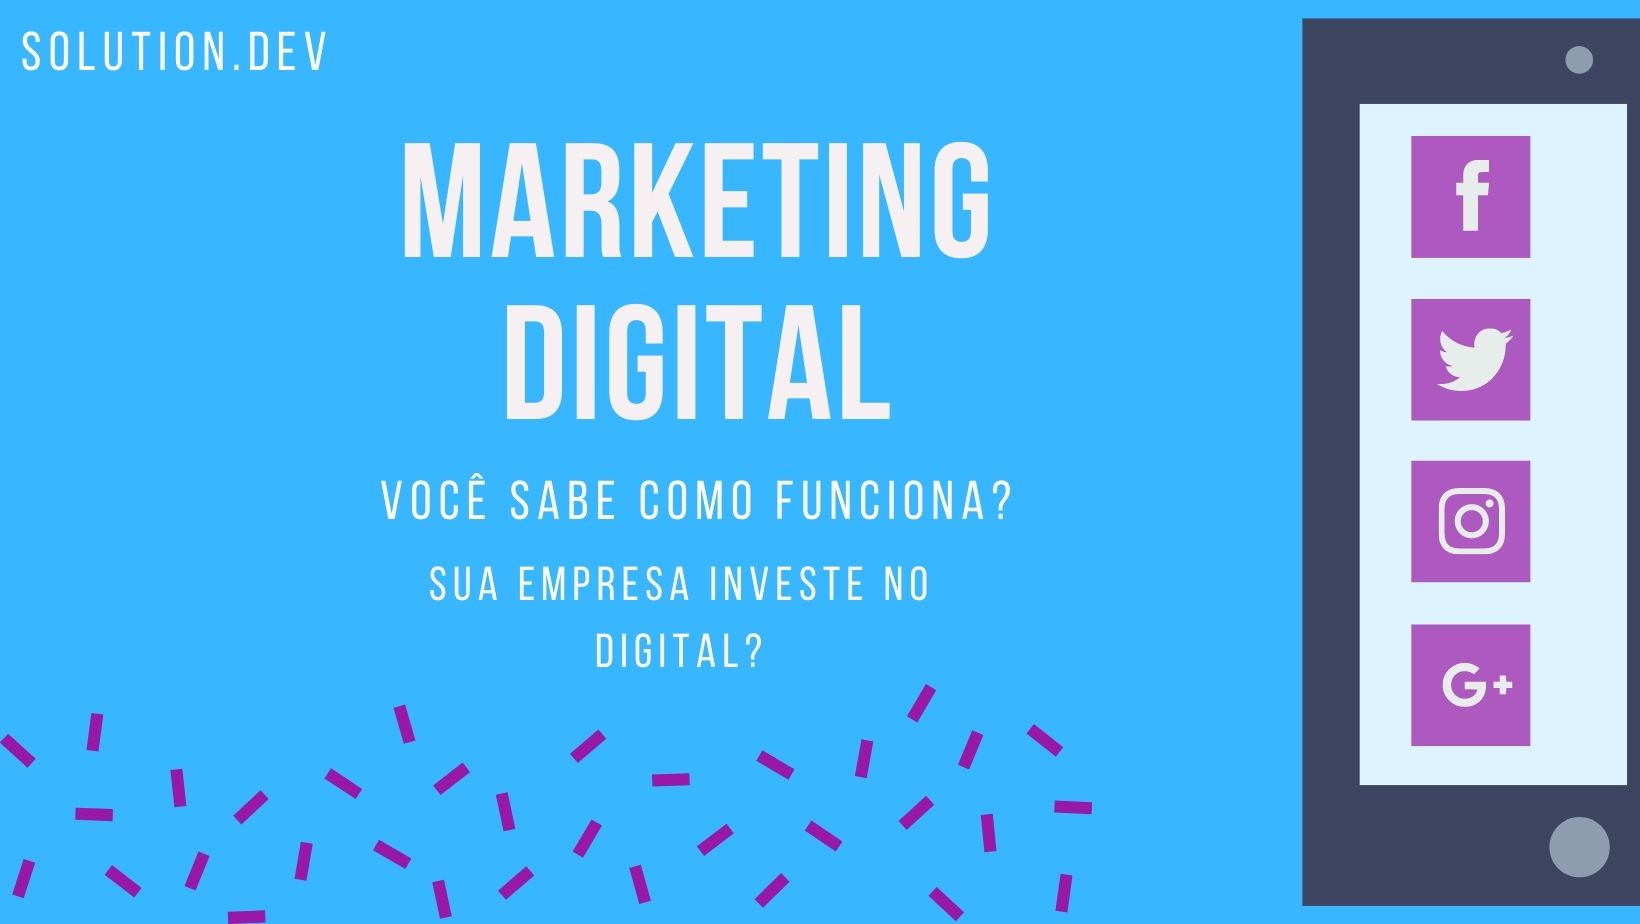 SOLUTION.DEV
MARKETING
DIGITAL
VOCÊ SABE COMO FUNCIONA?
SUA EMPRESA INVESTE NO
DIGITAL?
f
G+